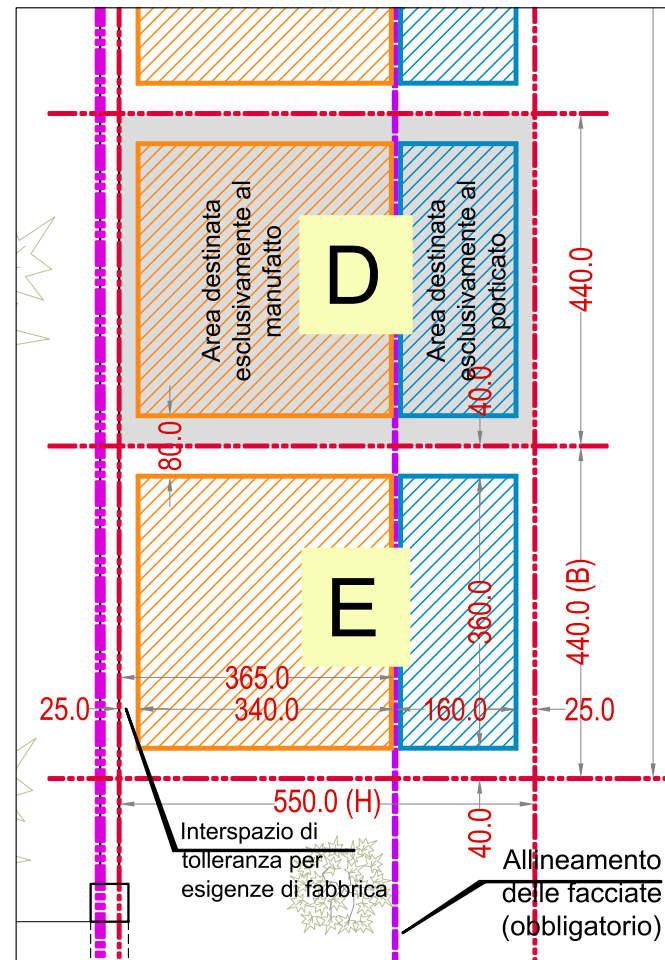 Area destinata
esclusivamente al
manufatto
D
Area destinata
esclusivamente al
porticato
440.0
40.0
80.0
E
360.0
440.0 (B)
365.0
25.0
340.0
160.0
25.0
550.0 (H)
40.0
Interspazio di
tolleranza per
esigenze di fabbrica
Allineamento
delle facciate
(obbligatorio)